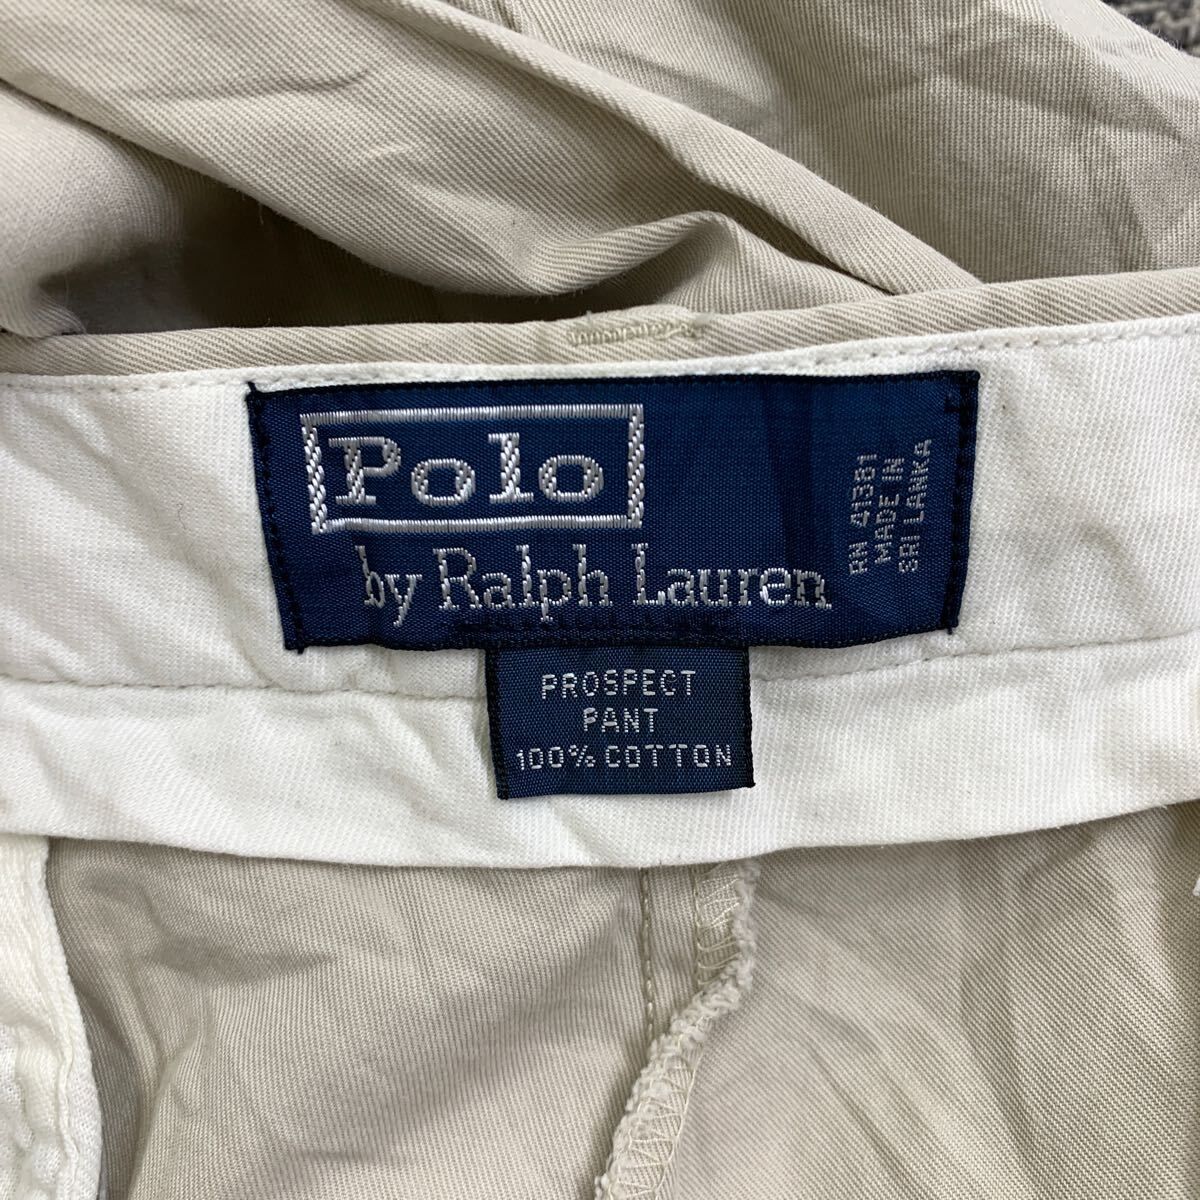 Polo
by Ralph Lauren
RN 41381
MADE IN
SRI LANKA
PROSPECT
PANT
100% COTTON